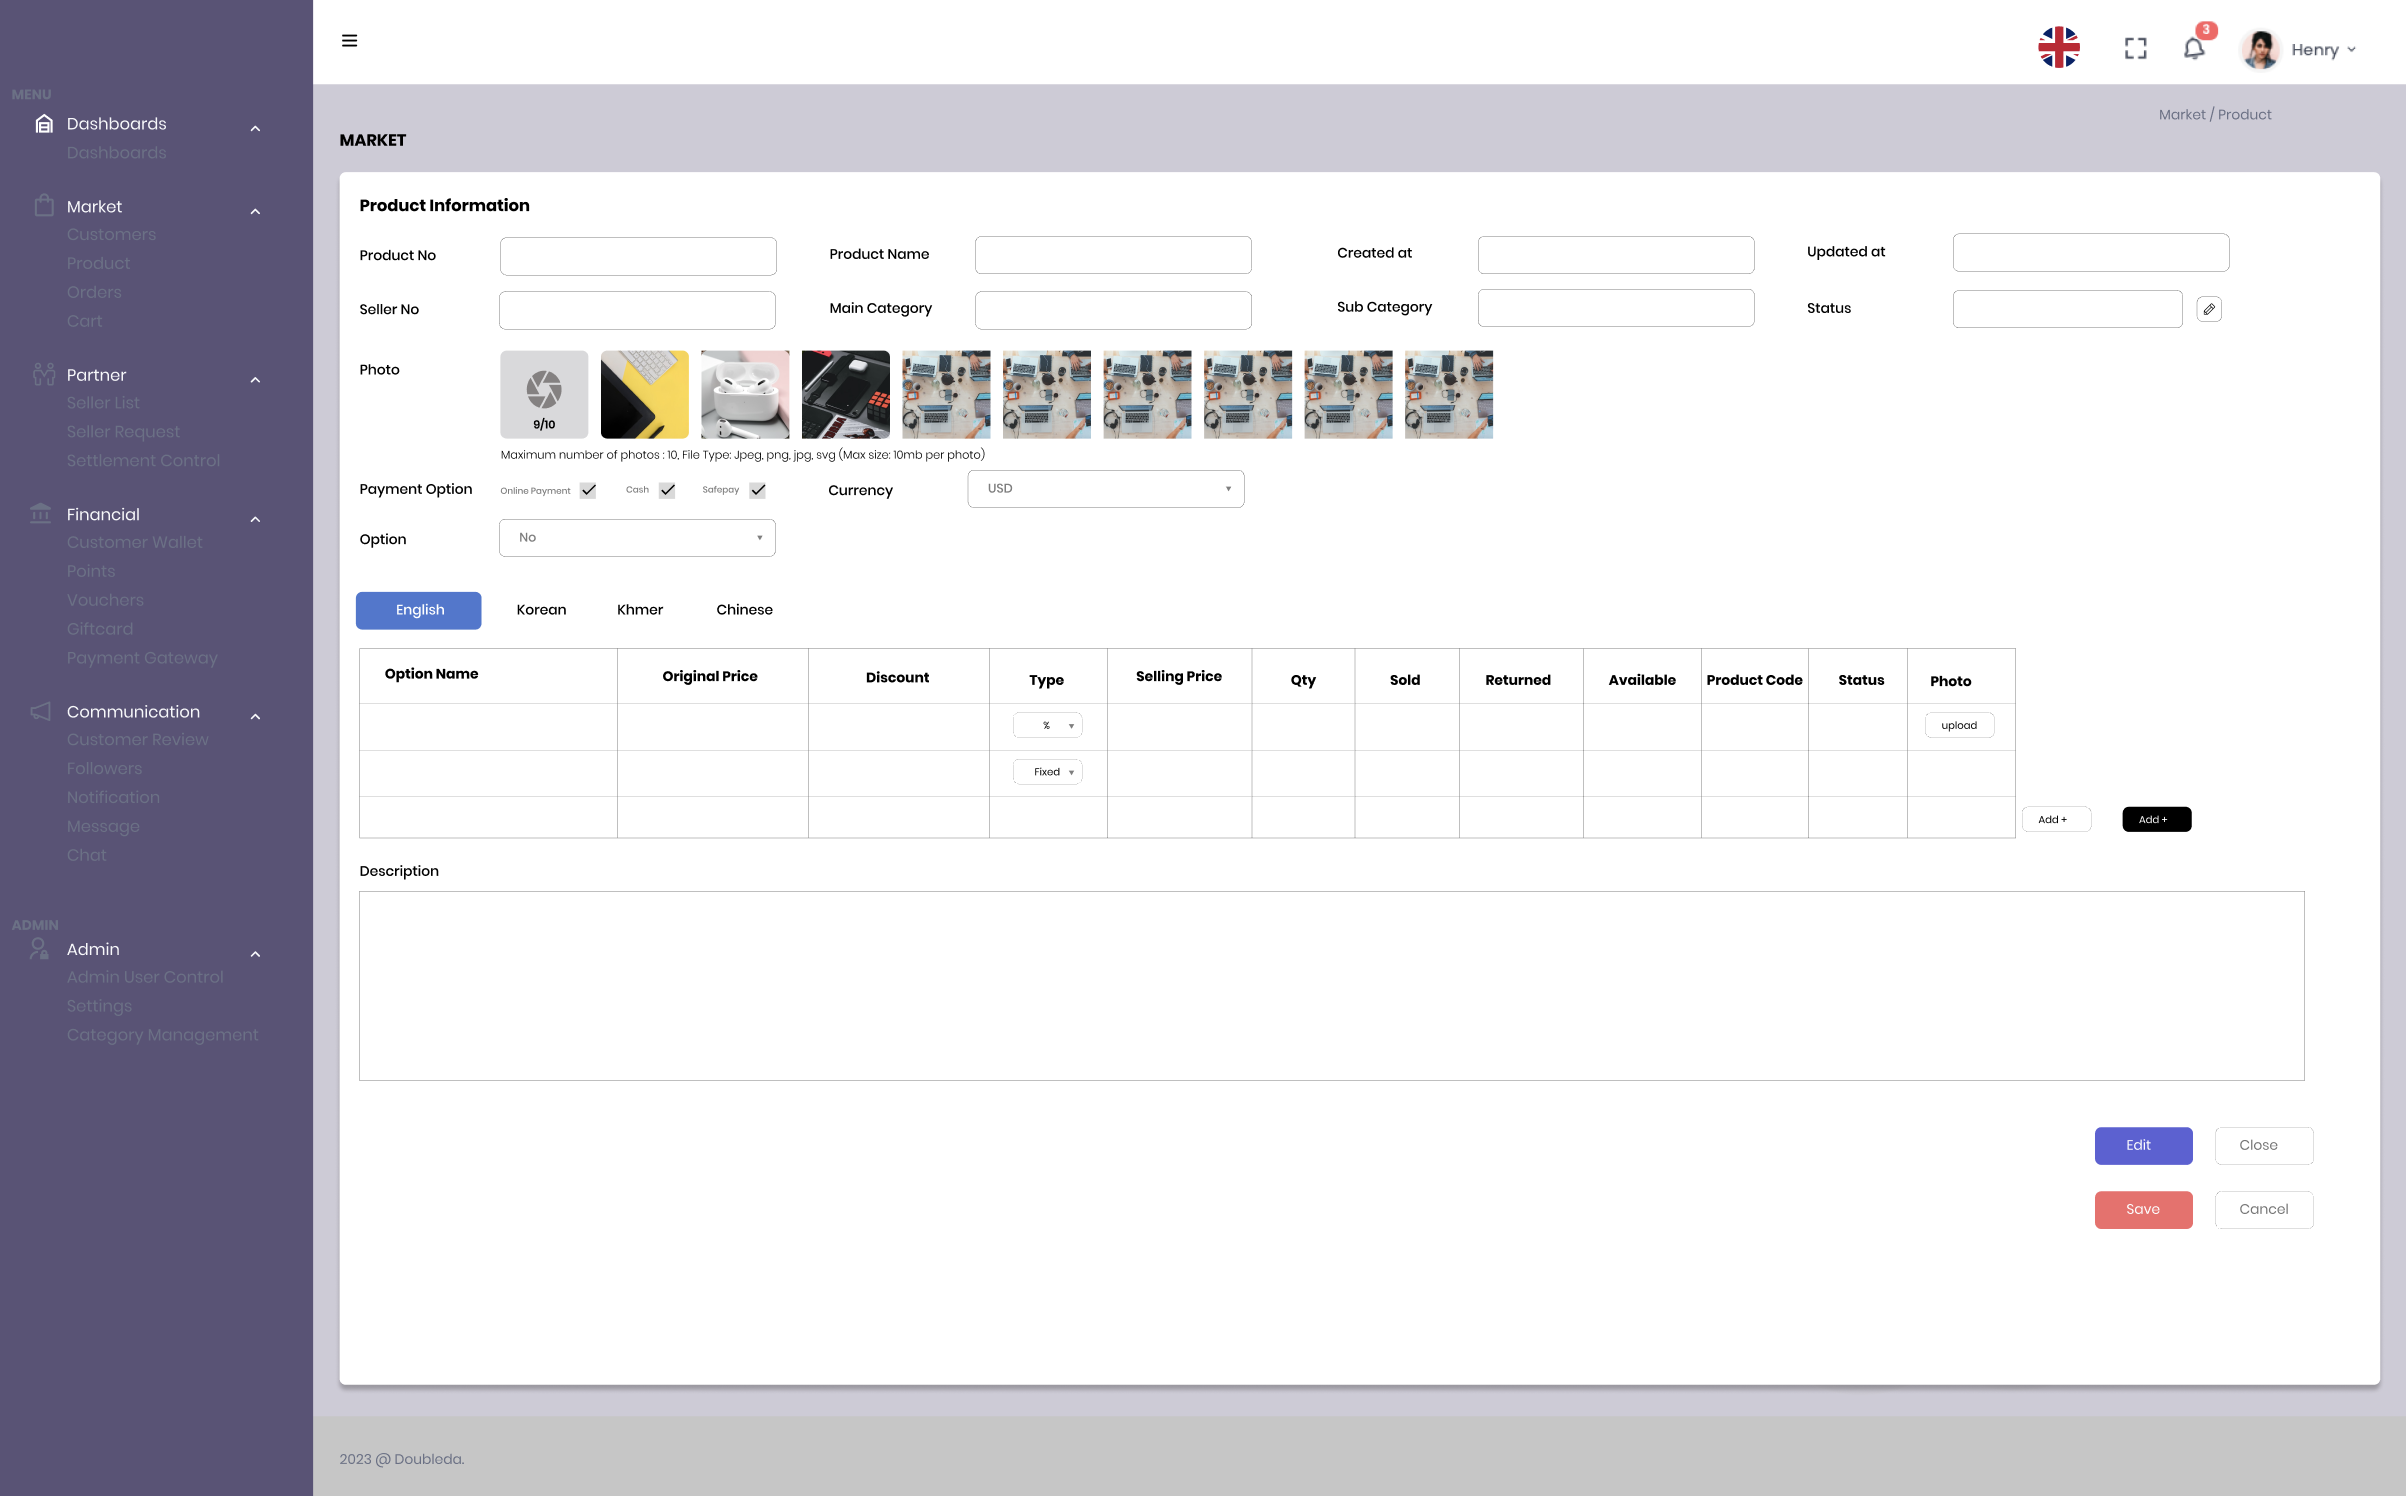 3
Henry
MENU
Dashboards
Dashboards
Market
Customers
Product
Orders
Cart
Partner
Seller List
Seller Request
Settlement Control
Financial
Customer Wallet
Points
Vouchers
Giftcard
Payment Gateway
Communication
Customer Review
Followers
Notification
Message
Chat
ADMIN
Admin
Admin User Control
Settings
Category Management
Market / Product
MARKET
Product Information
Product No
Product Name
Created at
Updated at
Seller No
Main Category
Sub Category
Status
Photo
9/10
Maximum number of photos : 10, File Type: Jpeg, png, jpg, svg (Max size: 10mb per photo)
Payment Option
Online Payment
Cash
Safepay
Currency
USD
Option
No
English
Korean
Khmer
Chinese
Option Name
Original Price
Discount
Type
Selling Price
Qty
Sold
Returned
Available
Product Code
Status
Photo
%
upload
Fixed
Add +
Add +
Description
Edit
Close
Save
Cancel
2023 @ Doubleda.